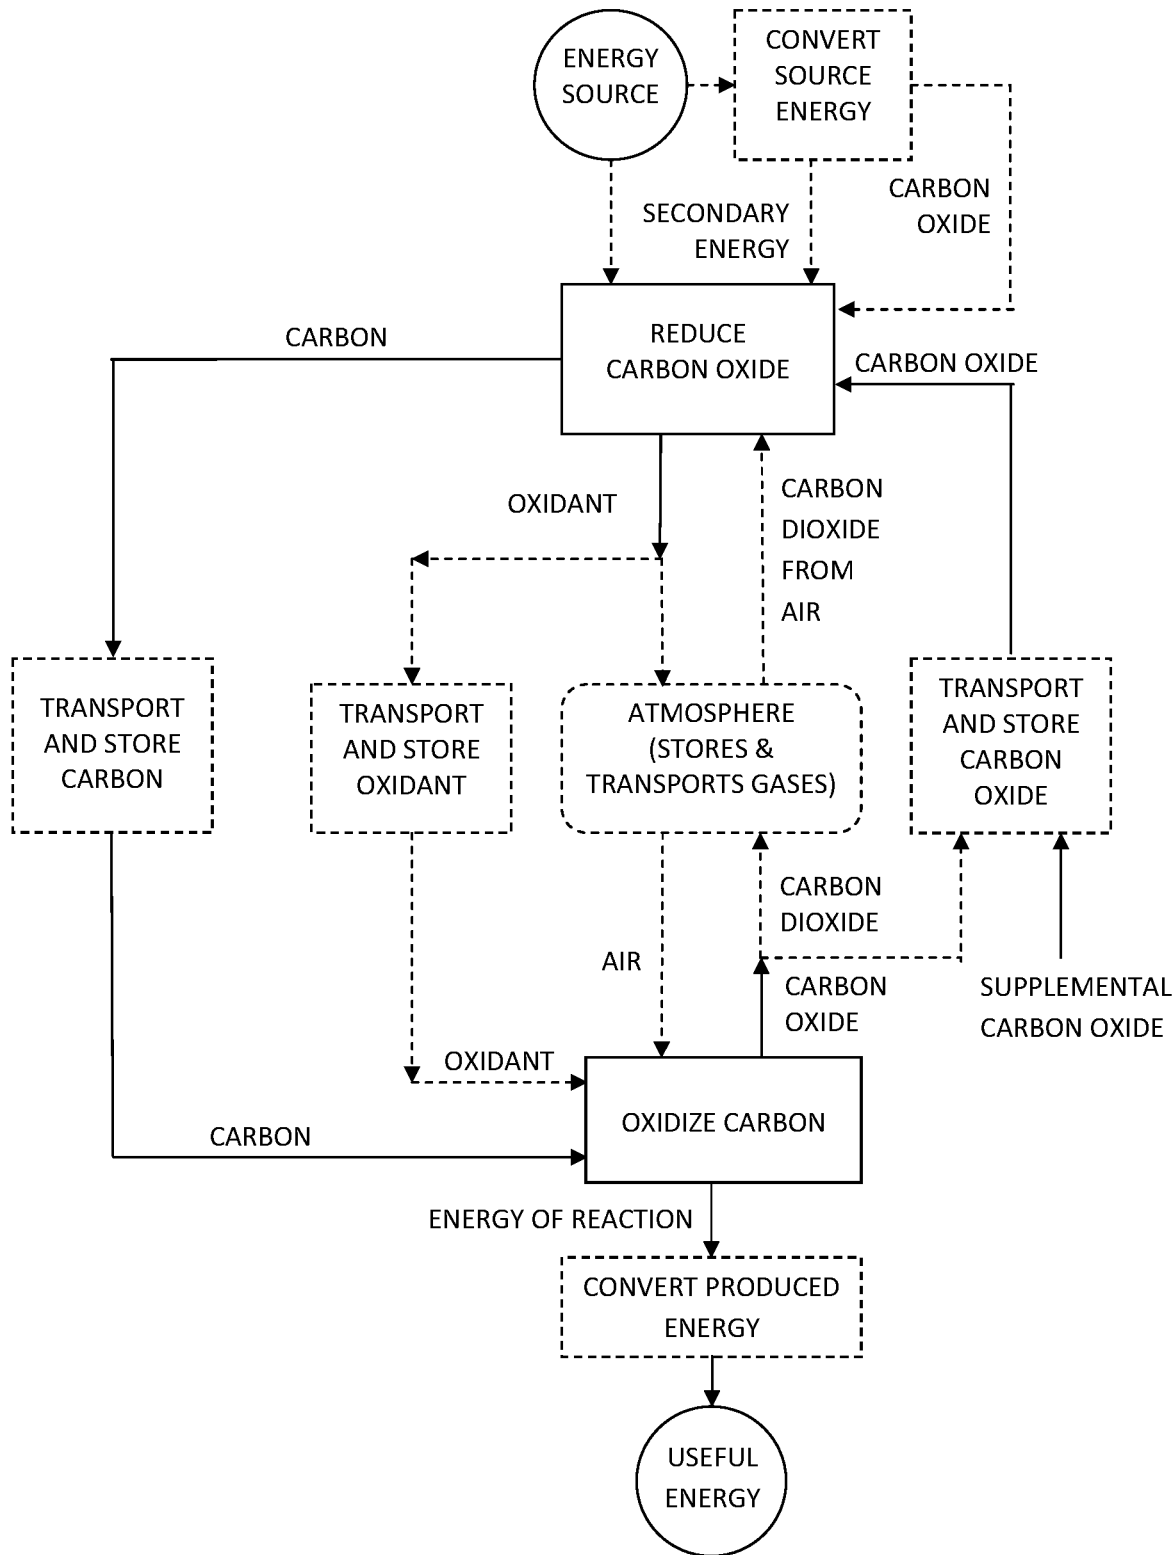 ENERGY
SOURCE
CONVERT
SOURCE
ENERGY
SECONDARY
ENERGY
CARBON
OXIDE
REDUCE
CARBON OXIDE
CARBON
CARBON OXIDE
OXIDANT
CARBON
DIOXIDE
FROM
AIR
TRANSPORT
AND STORE
CARBON
TRANSPORT
AND STORE
OXIDANT
ATMOSPHERE
(STORES &
TRANSPORTS GASES)
TRANSPORT
AND STORE
CARBON
OXIDE
CARBON
DIOXIDE
AIR
CARBON
OXIDE
SUPPLEMENTAL
CARBON OXIDE
OXIDANT
OXIDIZE CARBON
CARBON
ENERGY OF REACTION
CONVERT PRODUCED
ENERGY
USEFUL
ENERGY